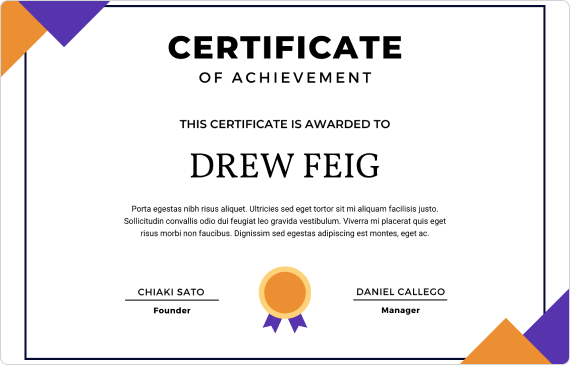 CERTIFICATE
OF ACHIEVEMENT
THIS CERTIFICATE IS AWARDED TO
DREW FEIG
Porta egestas nibh risus aliquet. Ultricies sed eget tortor sit mi aliquam facilisis justo.
Sollicitudin convallis odio dui feugiat leo gravida vestibulum. Viverra mi placerat quis eget
risus morbi non faucibus. Dignissim sed egestas adipiscing est montes, eget ac.
CHIAKI SATO
Founder
DANIEL CALLEGO
Manager